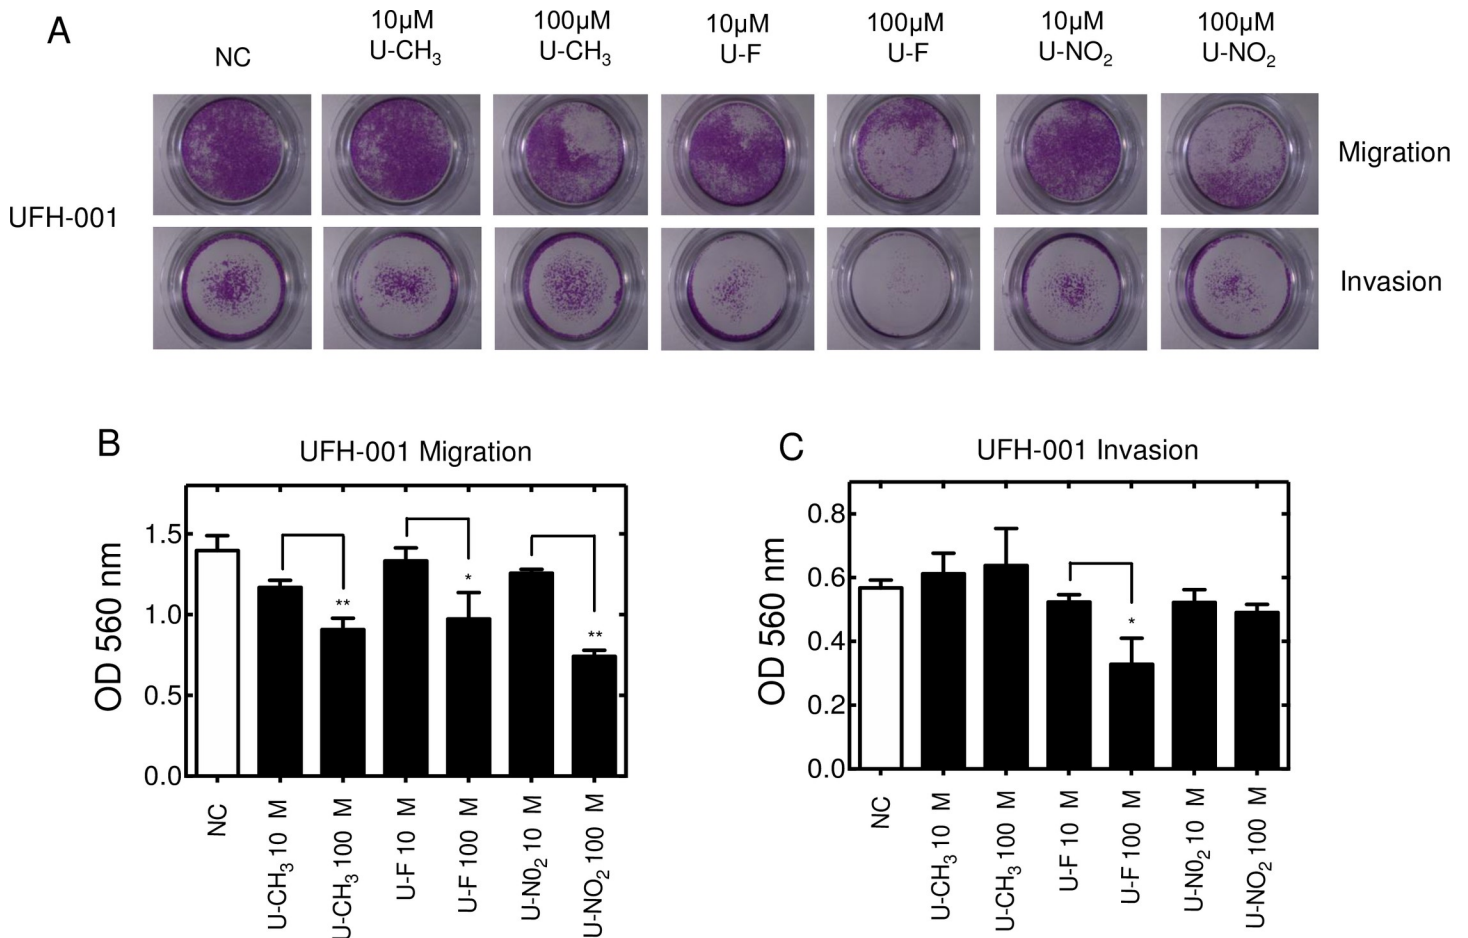 A
NC
10µM
U-CH₃
100µM
U-CH₃
10µM
U-F
100µM
U-F
10µM
U-NO₂
100µM
U-NO₂
UFH-001
Migration
Invasion
B
UFH-001 Migration
OD 560 nm
1.5
1.0
0.5
0.0
**
*
**
NC
U-CH₃ 10 M
U-CH₃ 100 M
U-F 10 M
U-F 100 M
U-N0₂ 10 M
U-NO₂ 100 M
C
UFH-001 Invasion
OD 560 nm
0.8
0.6
0.4
0.2
0.0
*
NC
U-CH₃ 10 M
U-CH₃ 100 M
U-F 10 M
U-F 100 M
U-N0₂ 10 M
U-NO₂ 100 M